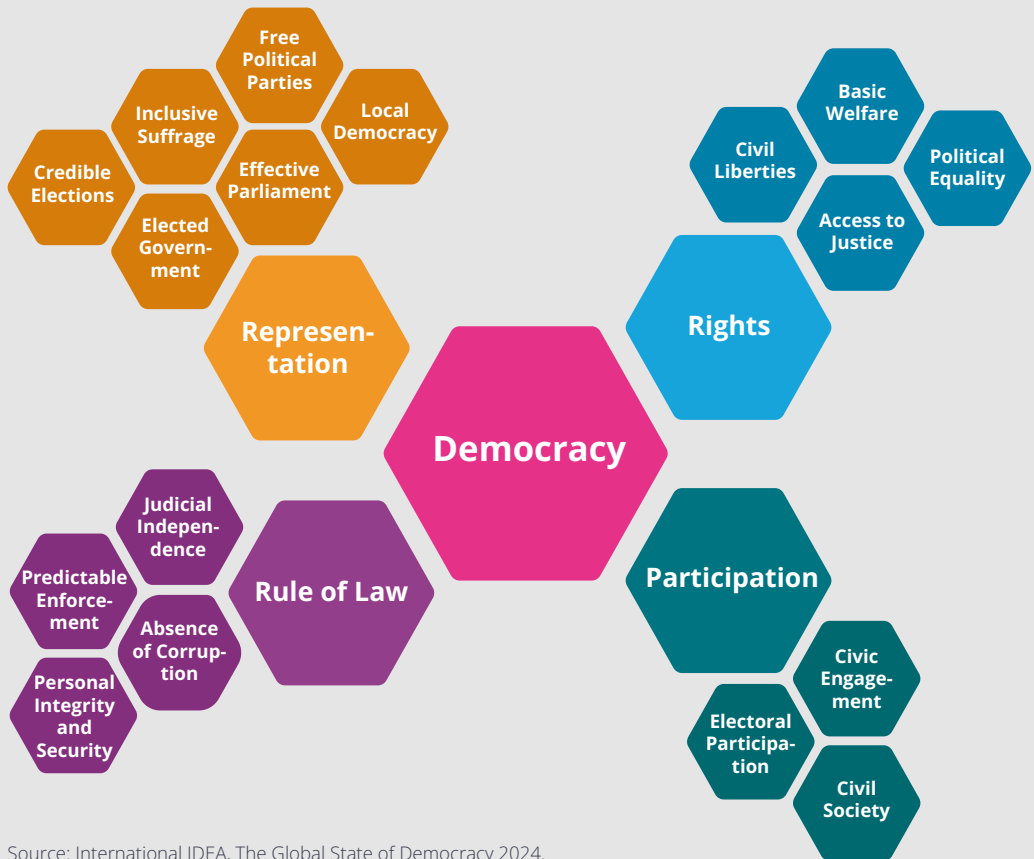 Free
Political
Parties
Inclusive
Suffrage
Local
Democracy
Credible
Elections
Effective
Parliament
Elected
Govern-
ment
Represen-
tation
Basic
Welfare
Civil
Liberties
Political
Equality
Access to
Justice
Rights
Democracy
Judicial
Indepen-
dence
Predictable
Enforce-
ment
Absence
of Corrup-
tion
Personal
Integrity
and
Security
Rule of Law
Participation
Civic
Engage-
ment
Electoral
Participa-
tion
Civil
Society
Source: International IDEA, The Global State of Democracy 2024.